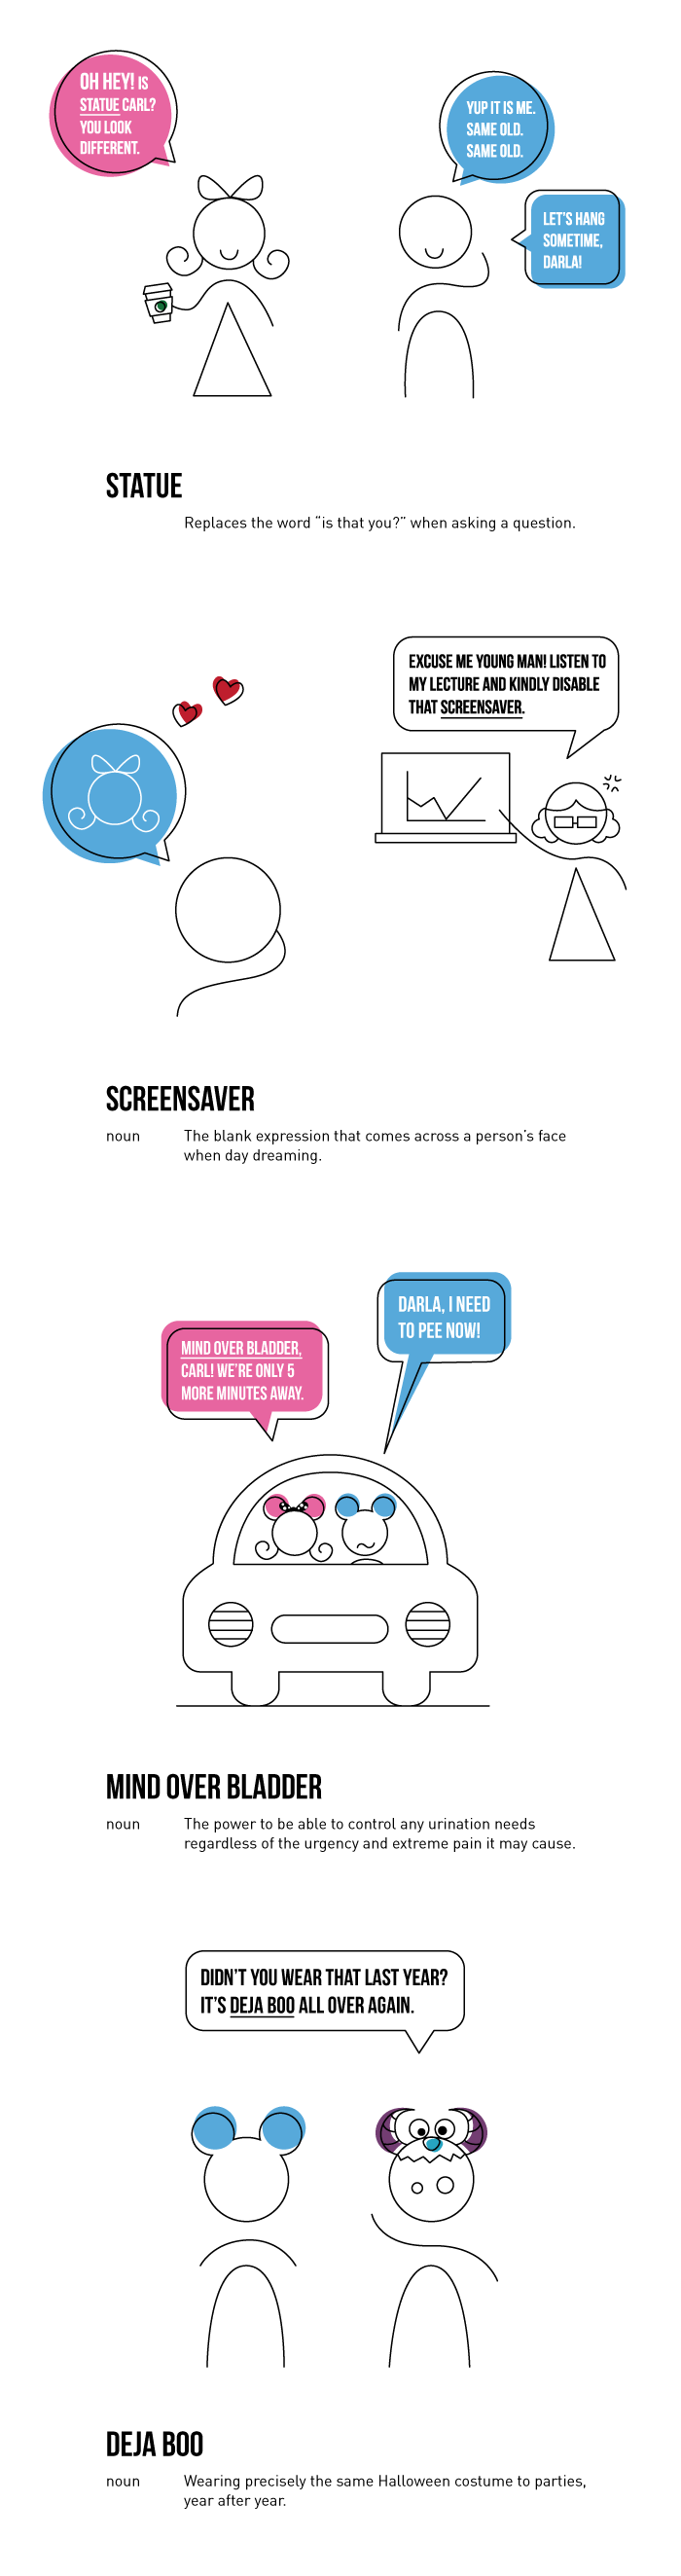 OH HEY! IS
STATUE CARL?
YOU LOOK
DIFFERENT.
YUP IT IS ME.
SAME OLD.
SAME OLD.
LET'S HANG
SOMETIME,
DARLA!
STATUE
Replaces the word “is that you?” when asking a question.
EXCUSE ME YOUNG MAN! LISTEN TO
MY LECTURE AND KINDLY DISABLE
THAT SCREENSAVER.
SCREENSAVER
noun The blank expression that comes across a person's face
when day dreaming.
DARLA, I NEED
TO PEE NOW!
MIND OVER BLADDER,
CARL! WE'RE ONLY 5
MORE MINUTES AWAY.
MIND OVER BLADDER
noun The power to be able to control any urination needs
regardless of the urgency and extreme pain it may cause.
DIDN'T YOU WEAR THAT LAST YEAR?
IT'S DEJA BOO ALL OVER AGAIN.
DEJA BOO
noun Wearing precisely the same Halloween costume to parties,
year after year.